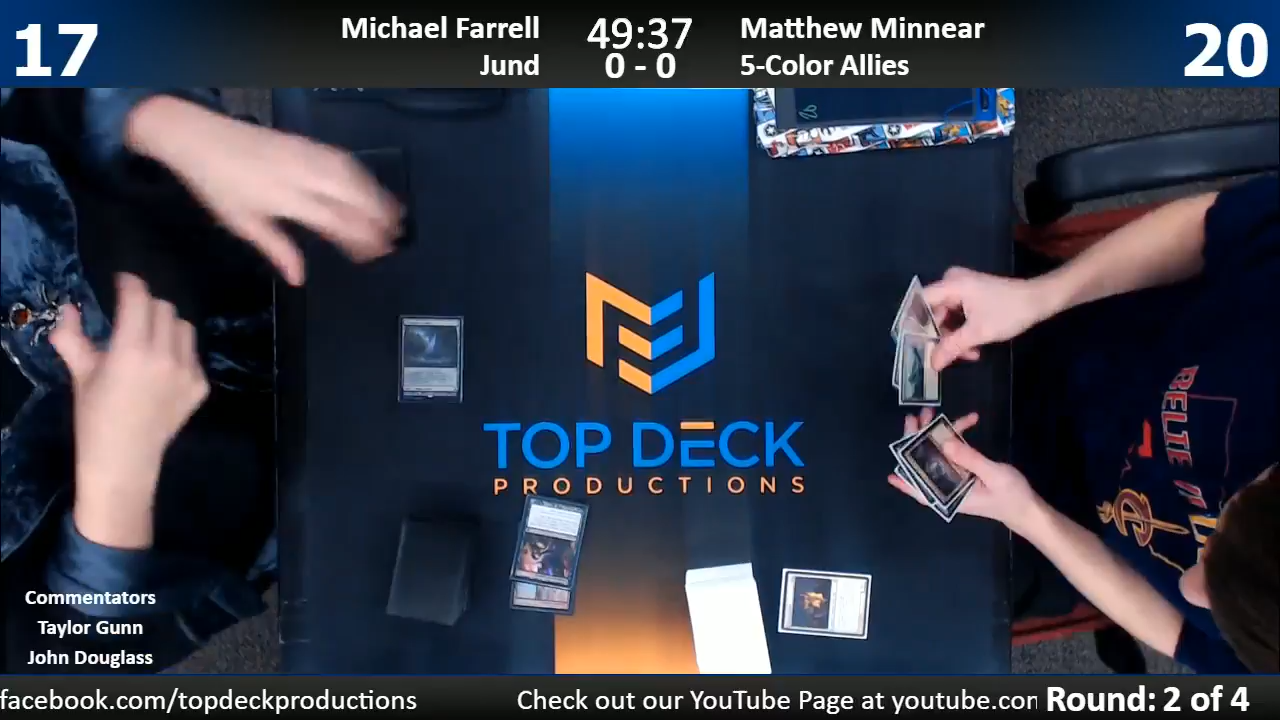 17
Michael Farrell
Jund
49:37
0 - 0
Matthew Minnear
5-Color Allies
20
TOP DECK
PRODUCTIONS
Commentators
Taylor Gunn
John Douglass
facebook.com/topdeckproductions
Check out our YouTube Page at youtube.con
Round: 2 of 4